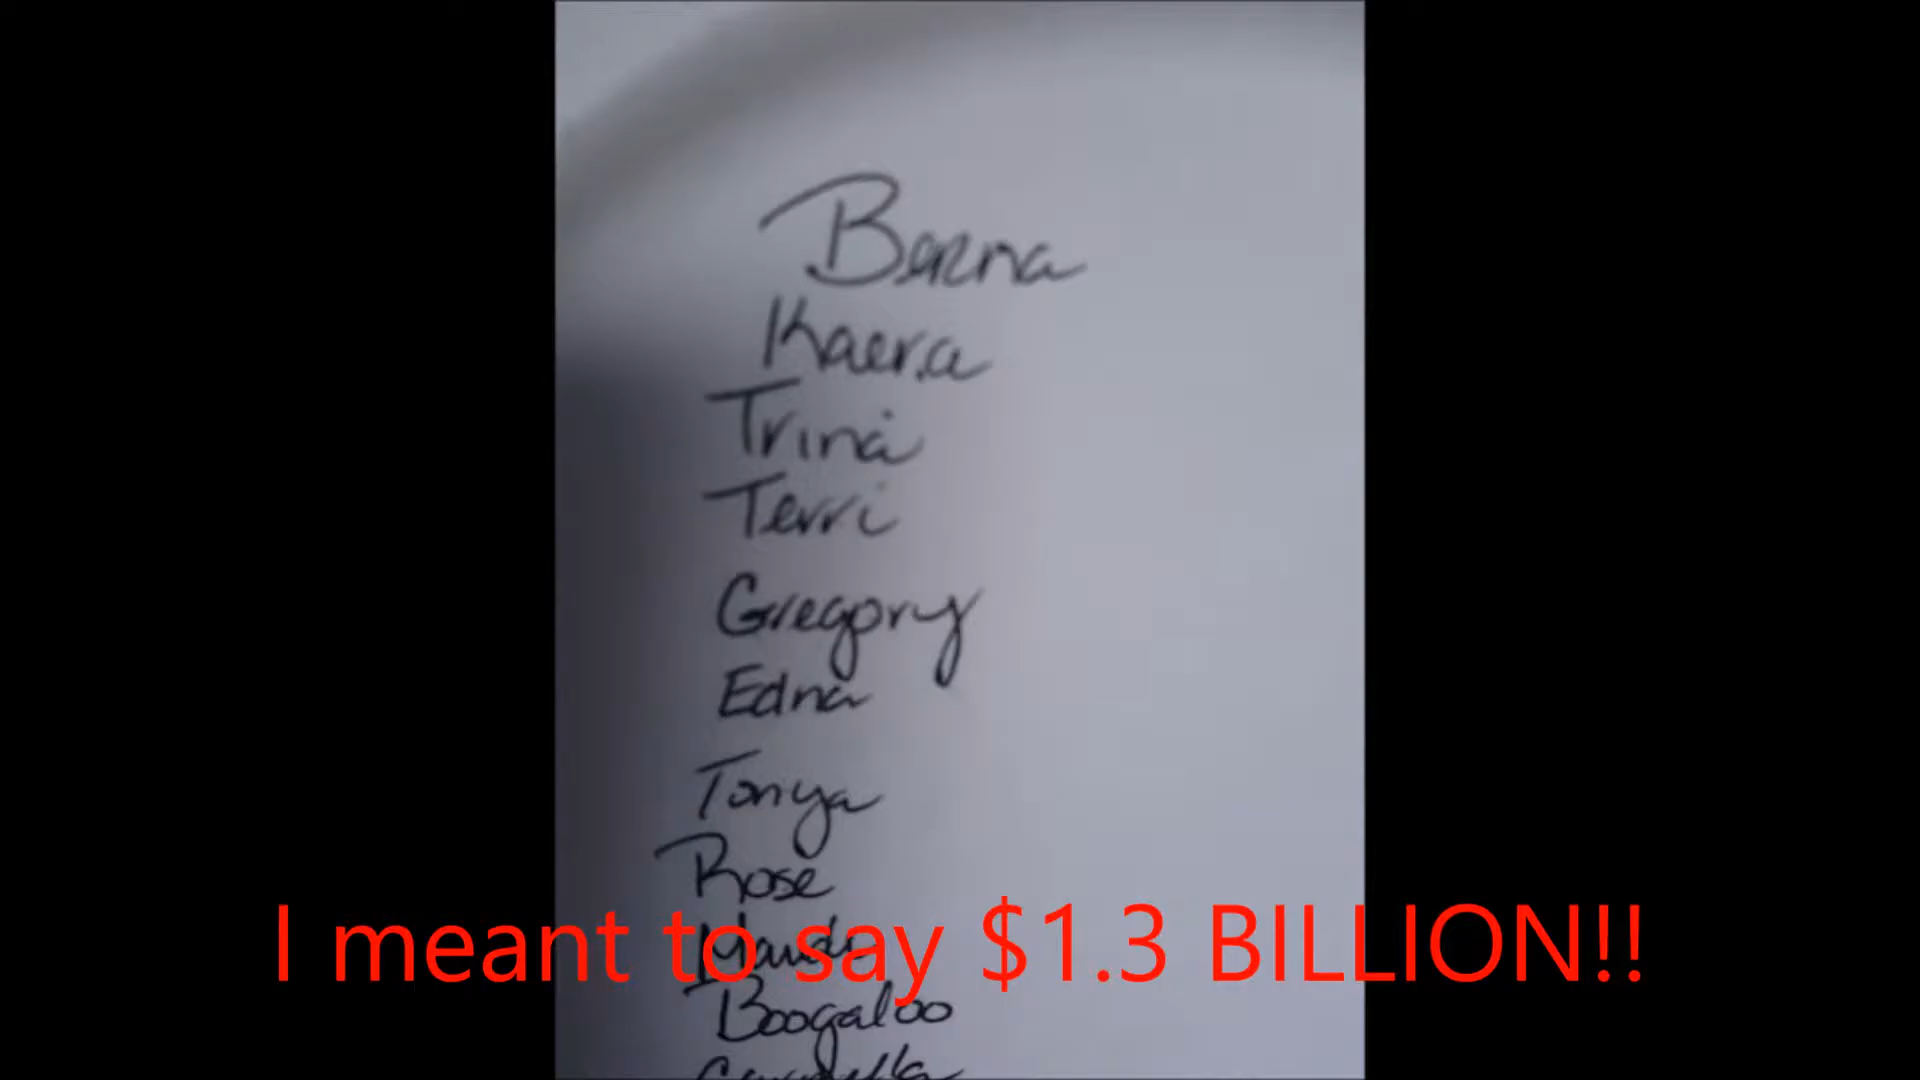 Berna
Kaera
Trina
Terri
Gregory
Edna
Tonya
Rose
I meant to say $1.3 BILLION!!
Boogaloo